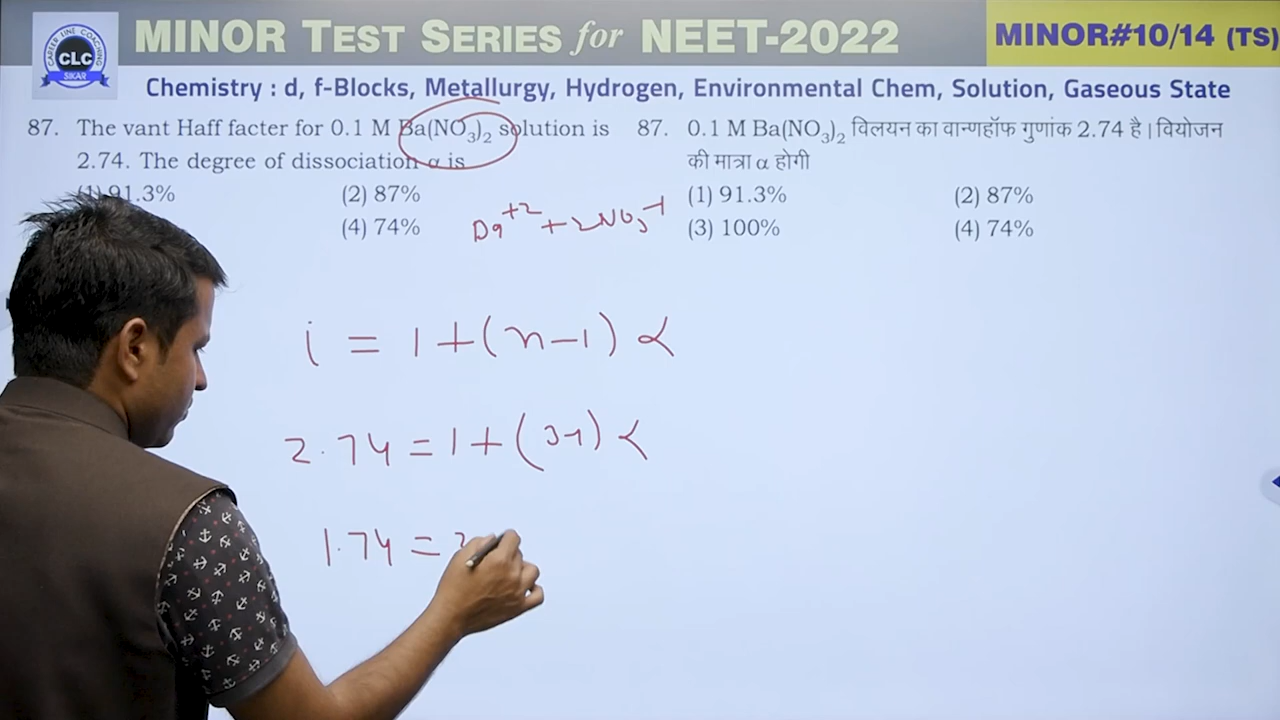 CAREER LINE COACHING
CLC
SIKAR
MINOR TEST SERIES for NEET-2022
MINOR#10/14 (TS)
Chemistry : d, f-Blocks, Metallurgy, Hydrogen, Environmental Chem, Solution, Gaseous State
87. The vant Haff facter for 0.1 M Ba(NO3)2 solution is
2.74. The degree of dissociation α is
(1) 91.3% (2) 87%
(4) 74%
87. 0.1 M Ba(NO3)2 विलयन का वान्णहॉफ गुणांक 2.74 है। वियोजन
की मात्रा α होगी
(1) 91.3% (2) 87%
(3) 100% (4) 74%
Ba+2 + 2NO3-1
i = 1+(n-1) α
2.74 = 1+(3-1) α
1.74 = 2